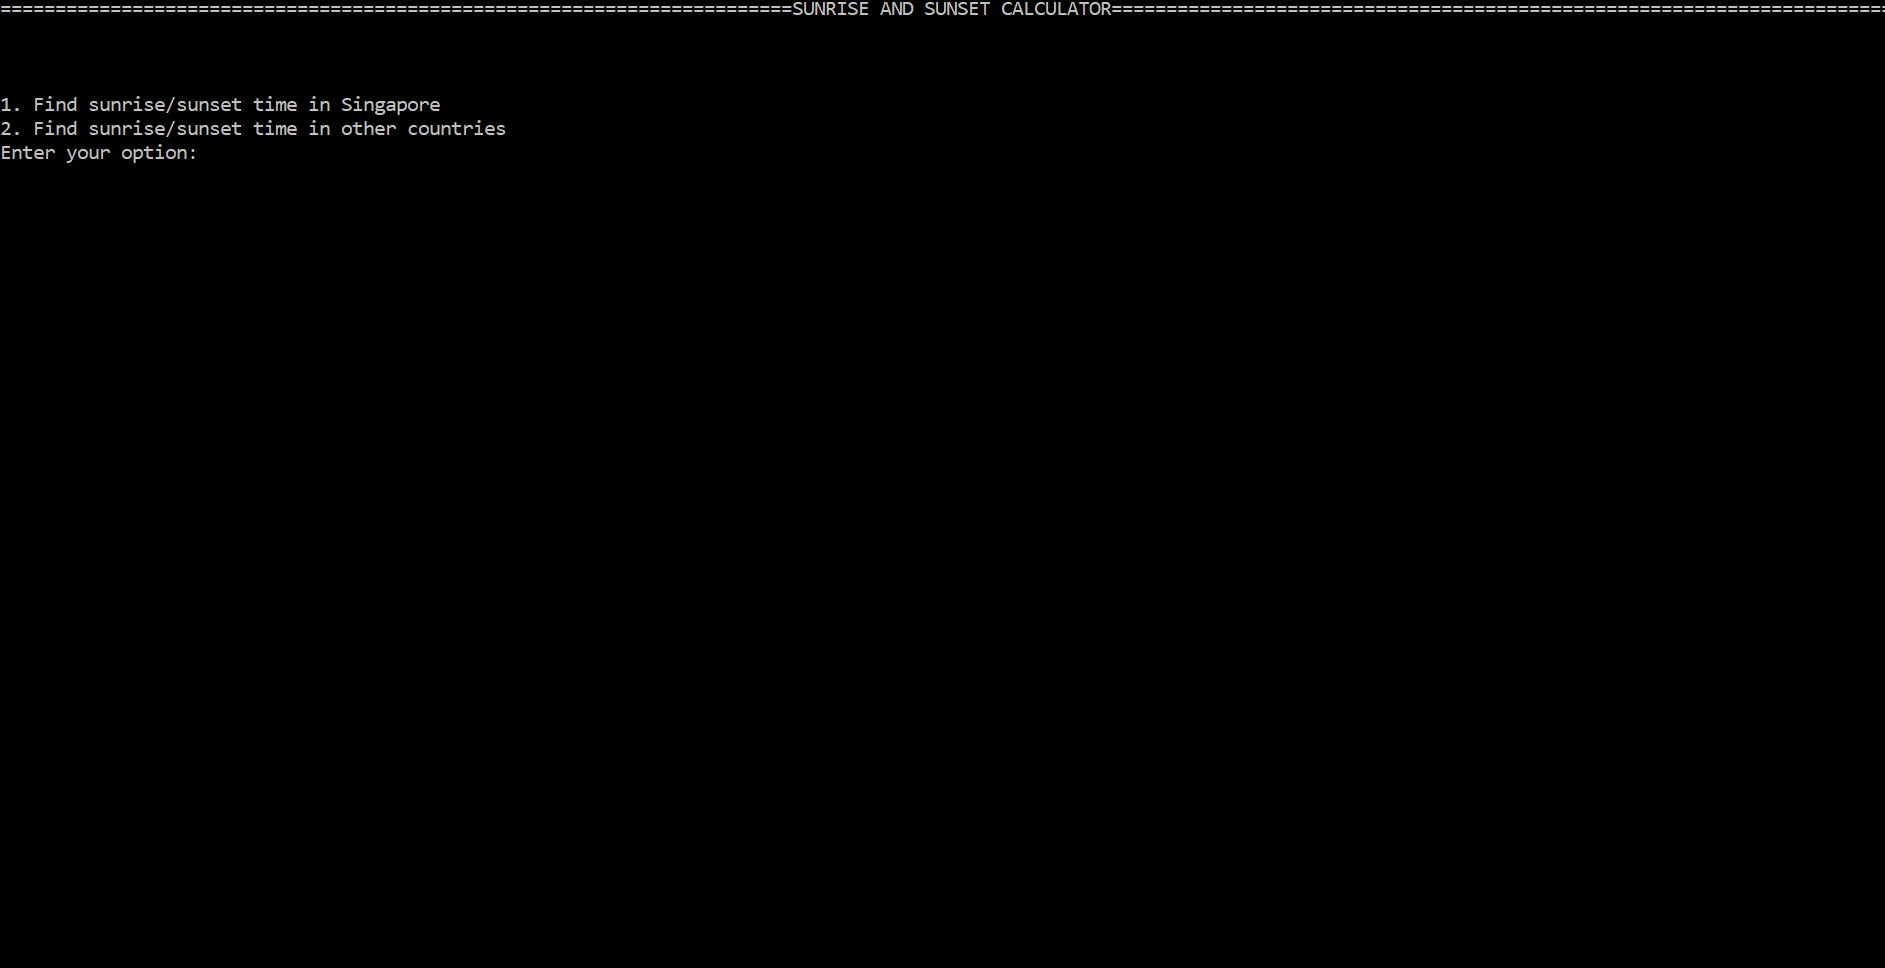 ========================================================================SUNRISE AND SUNSET CALCULATOR=======================================================================
1. Find sunrise/sunset time in Singapore
2. Find sunrise/sunset time in other countries
Enter your option: